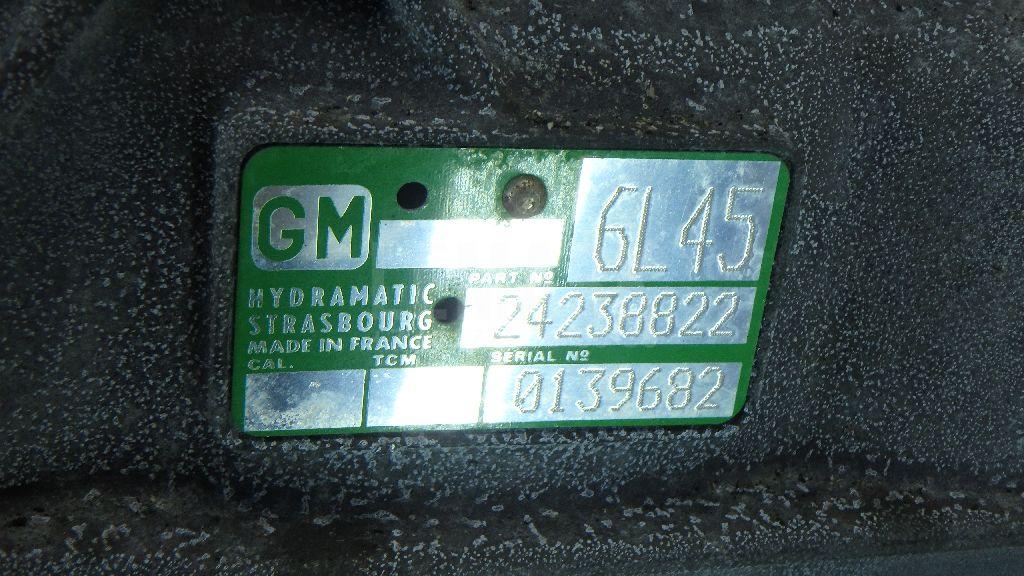 GM
6L45
PART Nº
HYDRAMATIC
24238822
STRASBOURG
MADE IN FRANCE
SERIAL Nº
CAL.
TCM
0139682